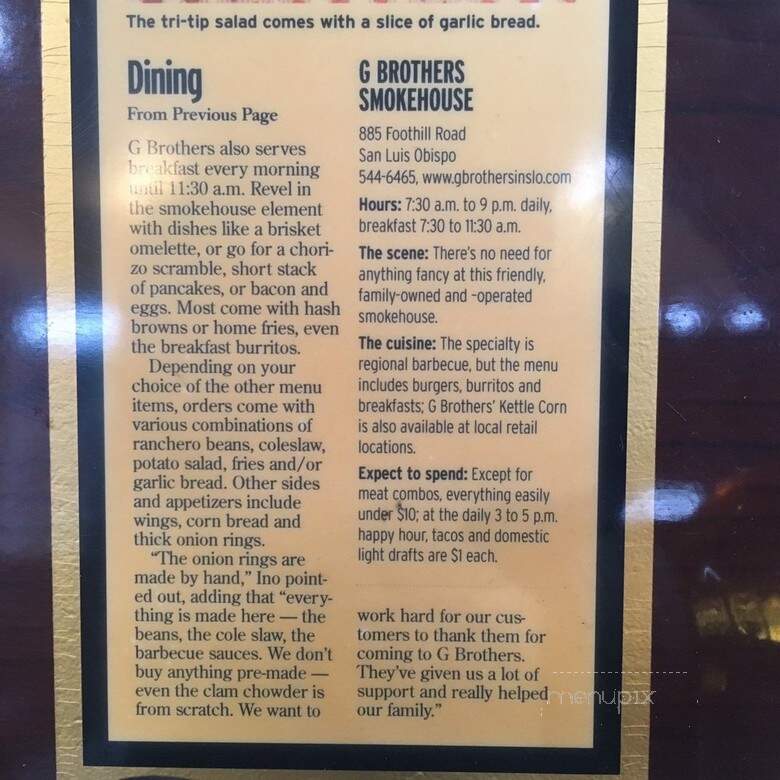 The tri-tip salad comes with a slice of garlic bread.
Dining
From Previous Page
G Brothers also serves
breakfast every morning
until 11:30 a.m. Revel in
the smokehouse element
with dishes like a brisket
omelette, or go for a chori-
zo scramble, short stack
of pancakes, or bacon and
eggs. Most come with hash
browns or home fries, even
the breakfast burritos.
Depending on your
choice of the other menu
items, orders come with
various combinations of
ranchero beans, coleslaw,
potato salad, fries and/or
garlic bread. Other sides
and appetizers include
wings, corn bread and
thick onion rings.
“The onion rings are
made by hand,” Ino point-
ed out, adding that “every-
thing is made here — the
beans, the cole slaw, the
barbecue sauces. We don't
buy anything pre-made —
even the clam chowder is
from scratch. We want to
work hard for our cus-
tomers to thank them for
coming to G Brothers.
They've given us a lot of
support and really helped
our family.”
G BROTHERS
SMOKEHOUSE
885 Foothill Road
San Luis Obispo
544-6465, www.gbrothersinslo.com
Hours: 7:30 a.m. to 9 p.m. daily,
breakfast 7:30 to 11:30 a.m.
The scene: There's no need for
anything fancy at this friendly,
family-owned and -operated
smokehouse.
The cuisine: The specialty is
regional barbecue, but the menu
includes burgers, burritos and
breakfasts; G Brothers' Kettle Corn
is also available at local retail
locations.
Expect to spend: Except for
meat combos, everything easily
under $10; at the daily 3 to 5 p.m.
happy hour, tacos and domestic
light drafts are $1 each.
menupix